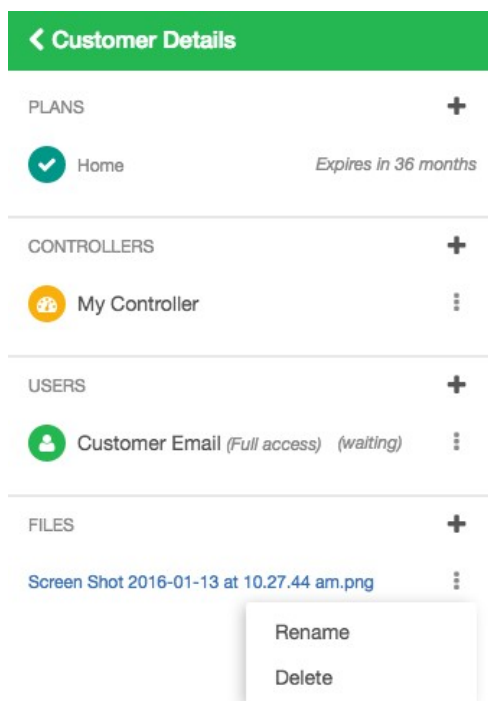 Customer Details
PLANS
Home Expires in 36 months
CONTROLLERS
My Controller
USERS
Customer Email (Full access) (waiting)
FILES
Screen Shot 2016-01-13 at 10.27.44 am.png
Rename
Delete